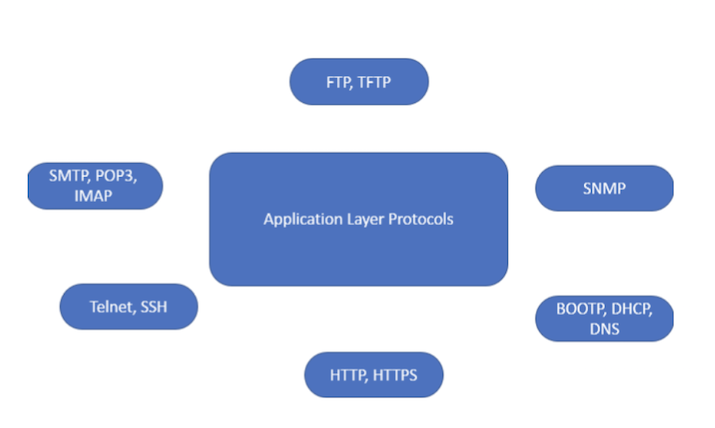 FTP, TFTP
SMTP, POP3,
IMAP
SNMP
Application Layer Protocols
Telnet, SSH
BOOTP, DHCP,
DNS
HTTP, HTTPS